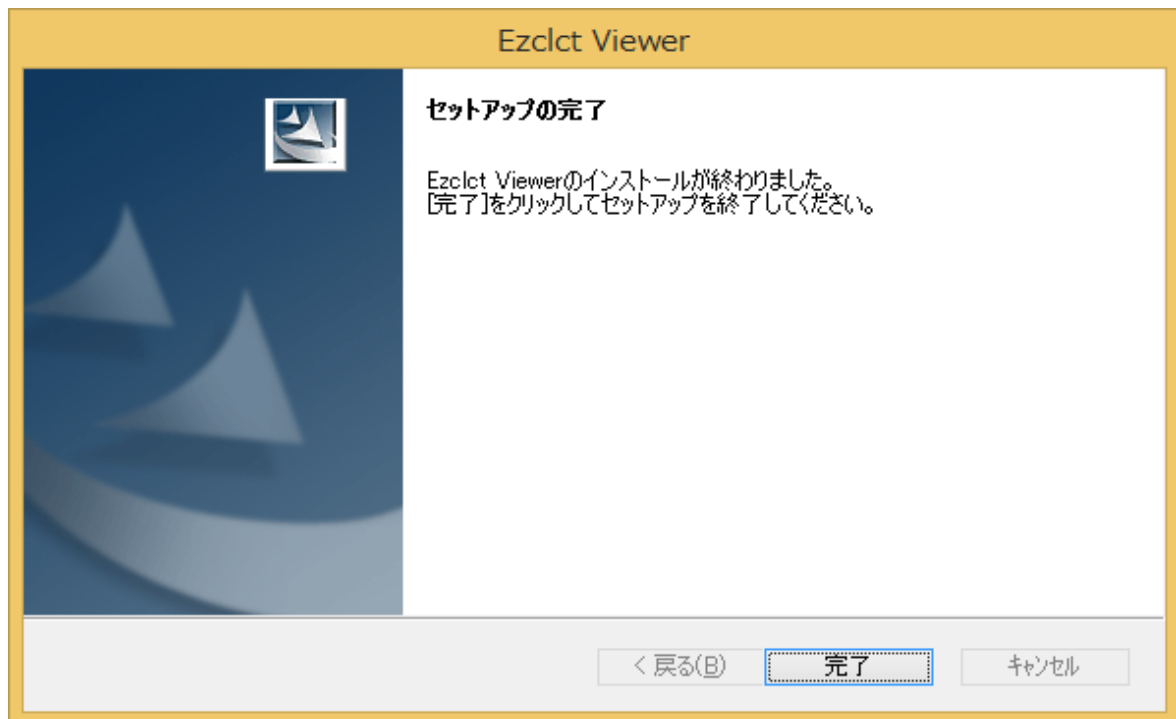 Ezclct Viewer
セットアップの完了
Ezclct Viewerのインストールが終わりました。
[完了]をクリックしてセットアップを終了してください。
< 戻る(B)
完了
キャンセル